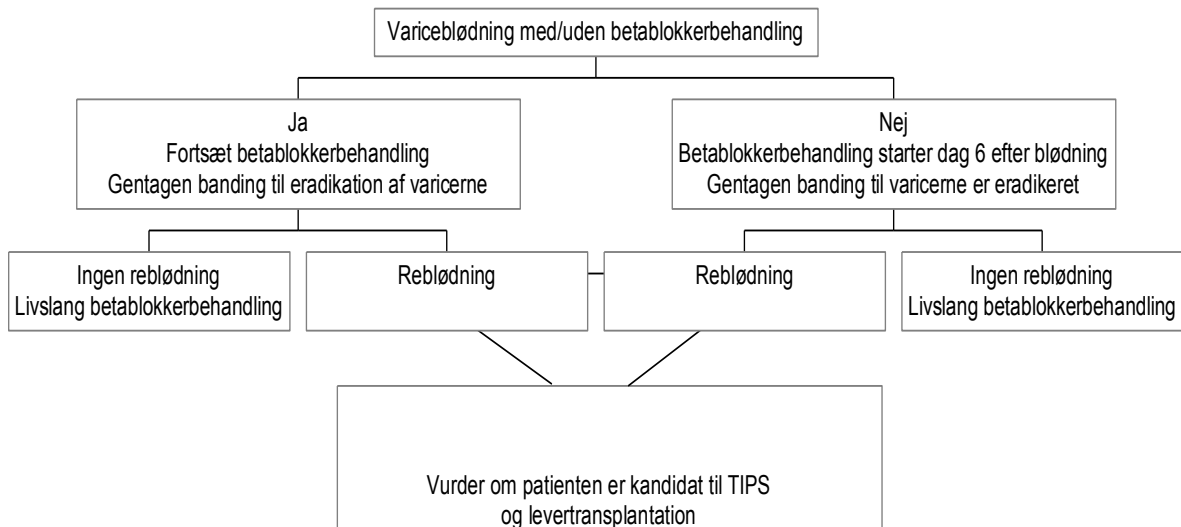 Variceblødning med/uden betablokkerbehandling
Ja
Fortsæt betablokkerbehandling
Gentagen banding til eradikation af varicerne
Nej
Betablokkerbehandling starter dag 6 efter blødning
Gentagen banding til varicerne er eradikeret
Ingen reblødning
Livslang betablokkerbehandling
Reblødning
Reblødning
Ingen reblødning
Livslang betablokkerbehandling
Vurder om patienten er kandidat til TIPS
og levertransplantation